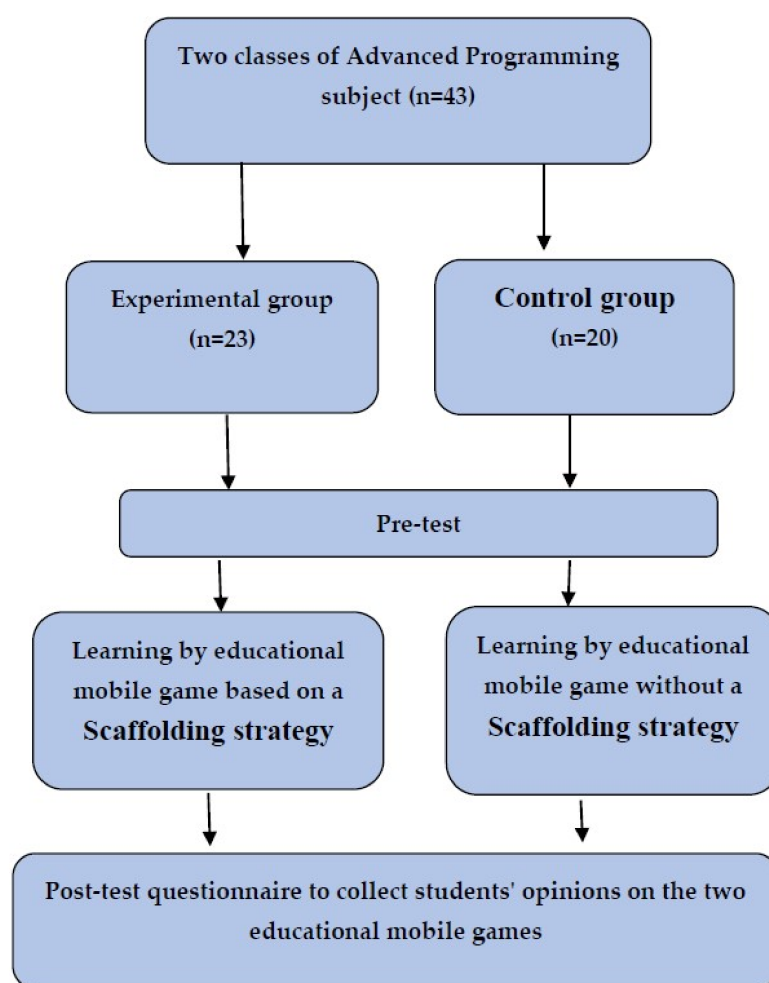 Two classes of Advanced Programming
subject (n=43)
Experimental group
(n=23)
Control group
(n=20)
Pre-test
Learning by educational
mobile game based on a
Scaffolding strategy
Learning by educational
mobile game without a
Scaffolding strategy
Post-test questionnaire to collect students' opinions on the two
educational mobile games